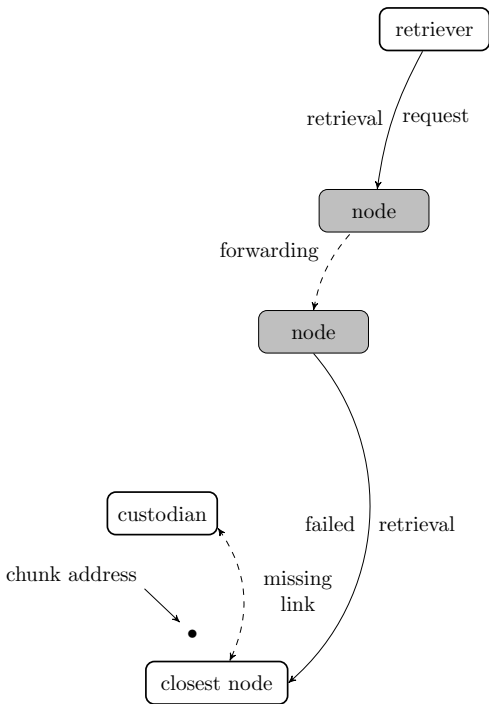 retriever
retrieval request
node
forwarding
node
custodian
failed retrieval
chunk address
missing
link
closest node